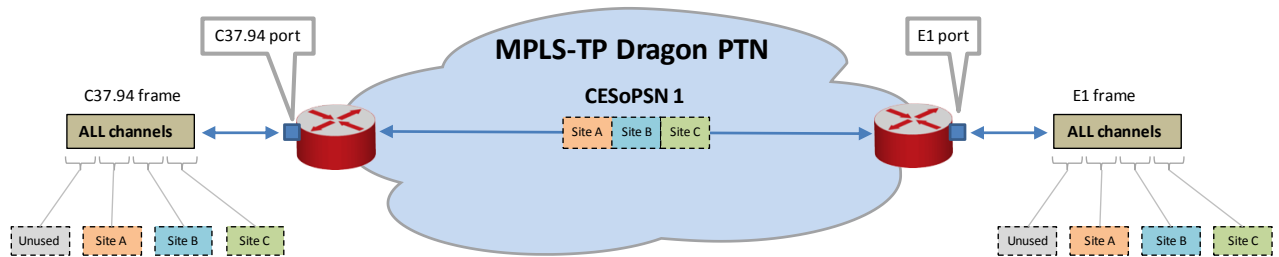 C37.94 port
MPLS-TP Dragon PTN
E1 port
C37.94 frame
CESoPSN 1
E1 frame
ALL channels
Site A Site B Site C
ALL channels
Unused Site A Site B Site C
Unused Site A Site B Site C